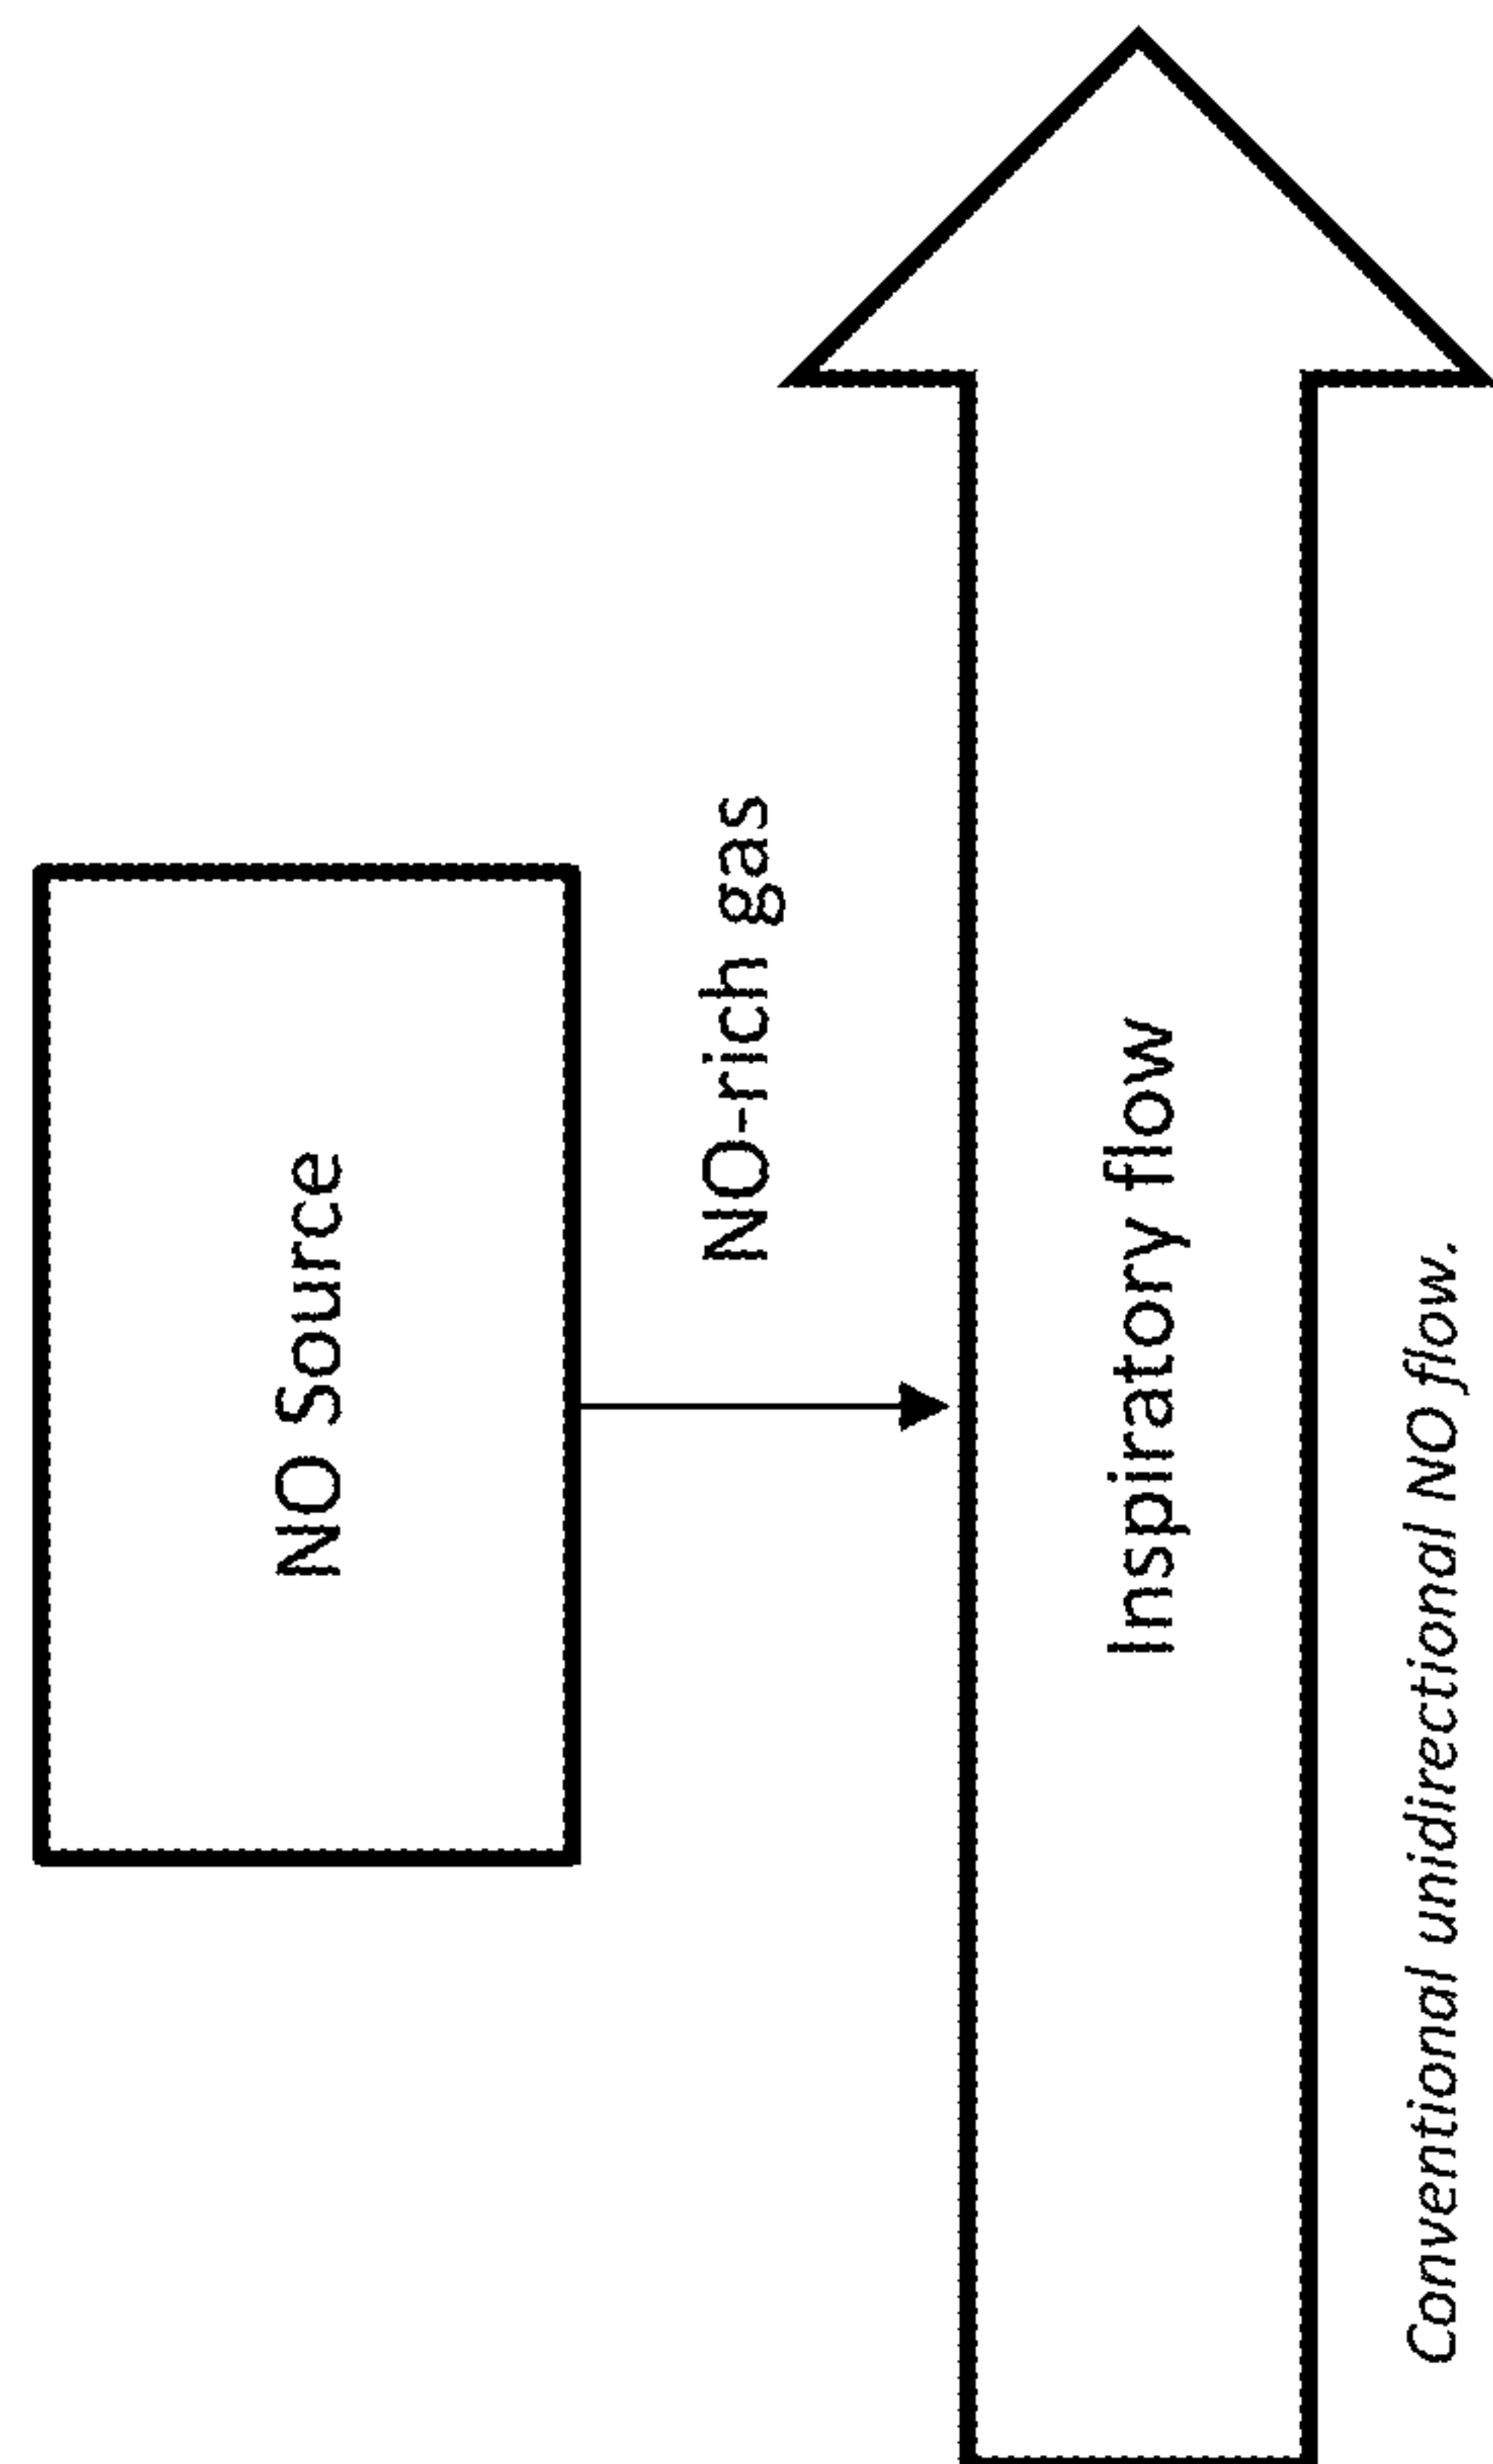 NO Source
NO-rich gas
Inspiratory flow
Conventional unidirectional NO flow.